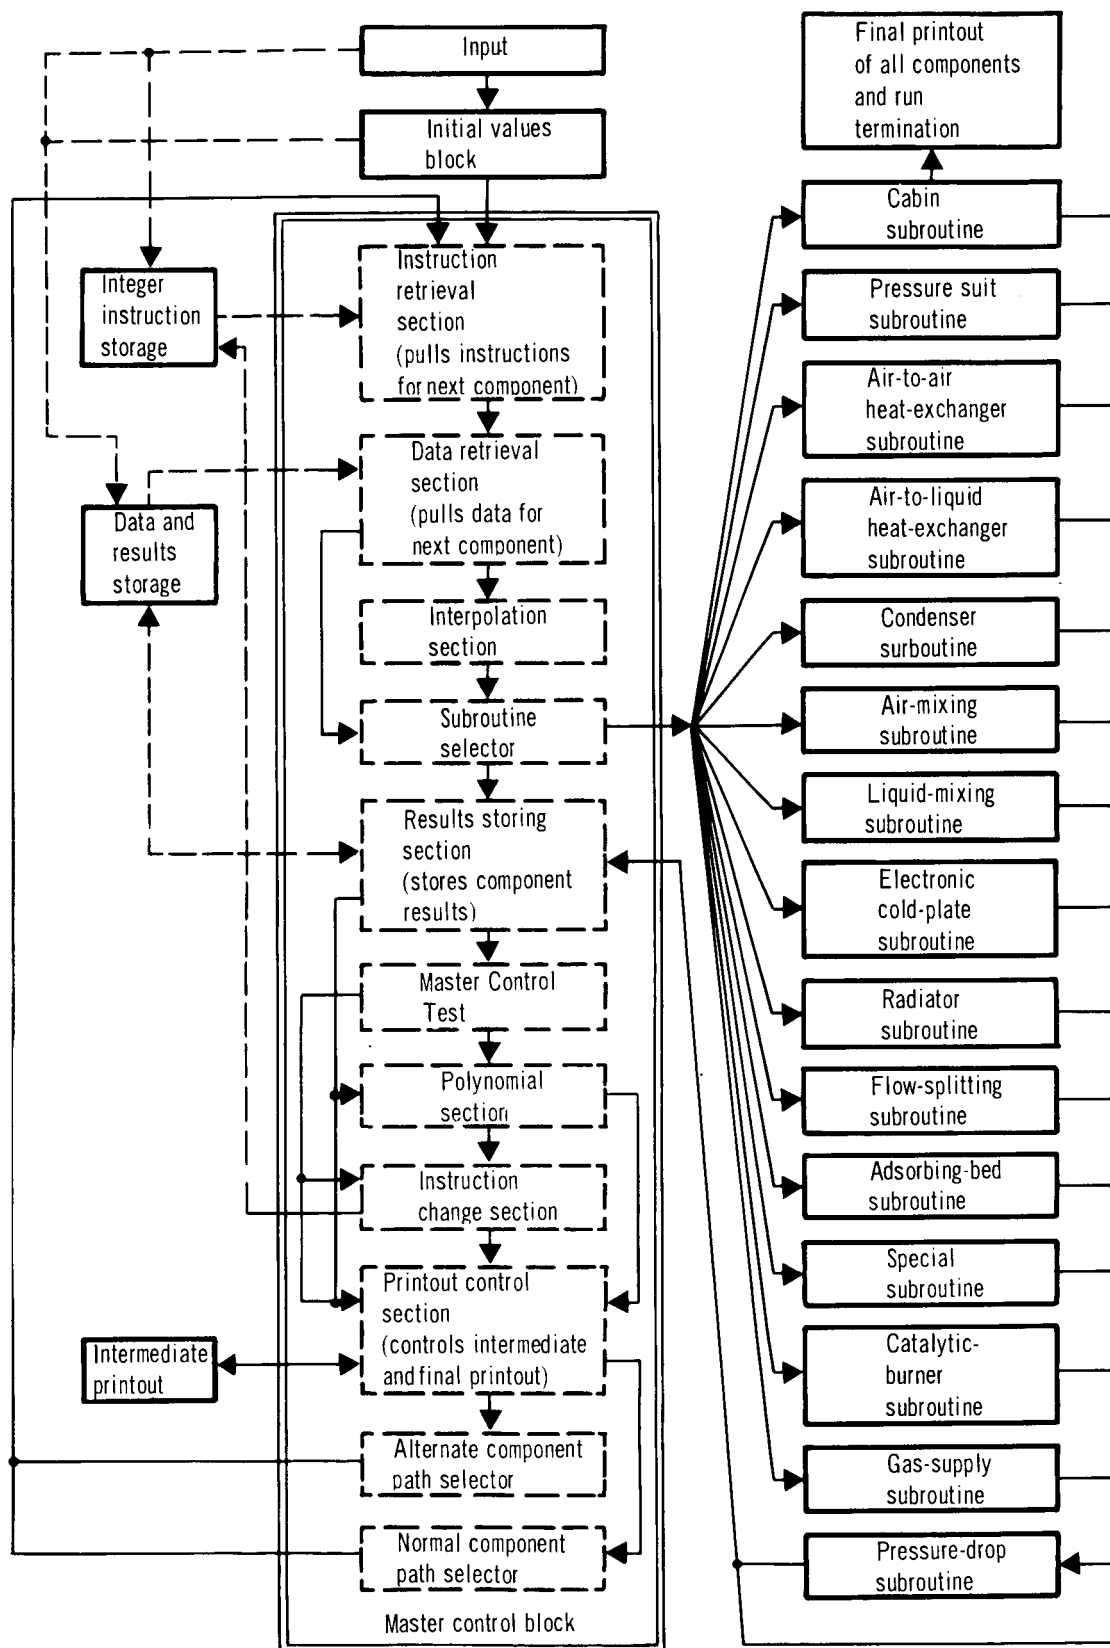 Input
Initial values
block
Integer
instruction
storage
Data and
results
storage
Intermediate
printout
Instruction
retrieval
section
(pulls instructions
for next component)
Data retrieval
section
(pulls data for
next component)
Interpolation
section
Subroutine
selector
Results storing
section
(stores component
results)
Master Control
Test
Polynomial
section
Instruction
change section
Printout control
section
(controls intermediate
and final printout)
Alternate component
path selector
Normal component
path selector
Master control block
Final printout
of all components
and run
termination
Cabin
subroutine
Pressure suit
subroutine
Air-to-air
heat-exchanger
subroutine
Air-to-liquid
heat-exchanger
subroutine
Condenser
surboutine
Air-mixing
subroutine
Liquid-mixing
subroutine
Electronic
cold-plate
subroutine
Radiator
subroutine
Flow-splitting
subroutine
Adsorbing-bed
subroutine
Special
subroutine
Catalytic-
burner
subroutine
Gas-supply
subroutine
Pressure-drop
subroutine